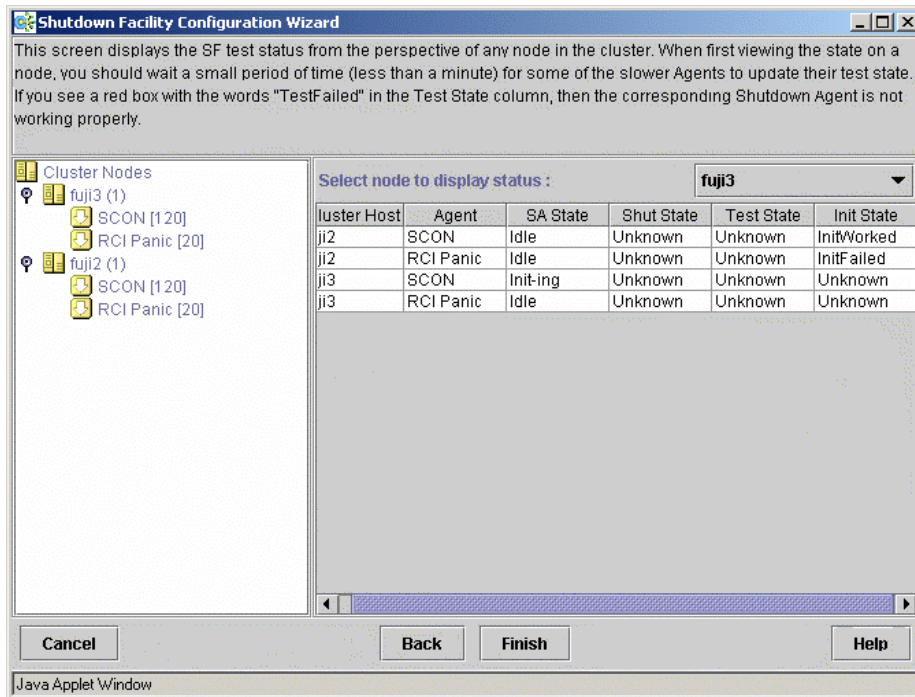 Shutdown Facility Configuration Wizard
This screen displays the SF test status from the perspective of any node in the cluster. When first viewing the state on a
node, you should wait a small period of time (less than a minute) for some of the slower Agents to update their test state.
If you see a red box with the words "TestFailed" in the Test State column, then the corresponding Shutdown Agent is not
working properly.
Cluster Nodes
fuji3 (1)
SCON [120]
RCI Panic [20]
fuji2 (1)
SCON [120]
RCI Panic [20]
Select node to display status : fuji3
luster Host Agent SA State Shut State Test State Init State
ji2 SCON Idle Unknown Unknown InitWorked
ji2 RCI Panic Idle Unknown Unknown InitFailed
ji3 SCON Init-ing Unknown Unknown Unknown
ji3 RCI Panic Idle Unknown Unknown Unknown
Cancel Back Finish Help
Java Applet Window